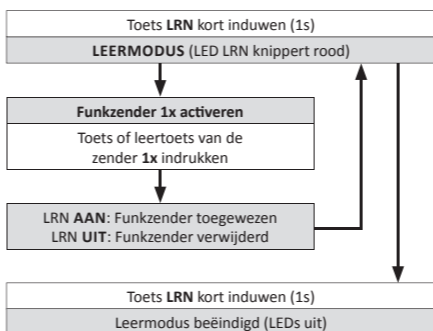 Toets LRN kort induwen (1s)
LEERMODUS (LED LRN knippert rood)
Funkzender 1x activeren
Toets of leertoets van de
zender 1x indrukken
LRN AAN: Funkzender toegewezen
LRN UIT: Funkzender verwijderd
Toets LRN kort induwen (1s)
Leermodus beëindigd (LEDs uit)